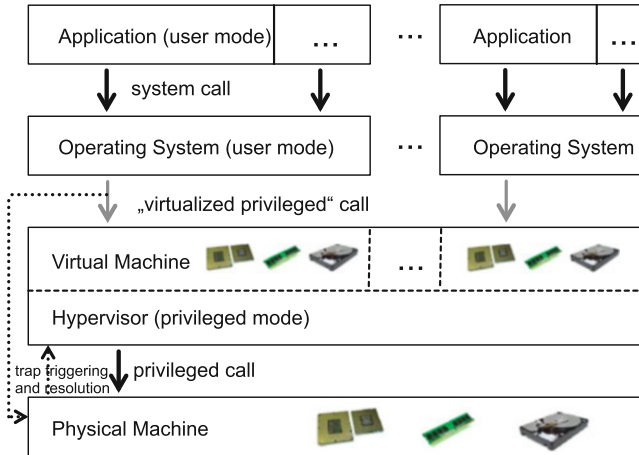 Application (user mode) ... ... Application ...
system call
Operating System (user mode) ... Operating System
„virtualized privileged“ call
Virtual Machine ...
Hypervisor (privileged mode)
trap triggering
and resolution
privileged call
Physical Machine